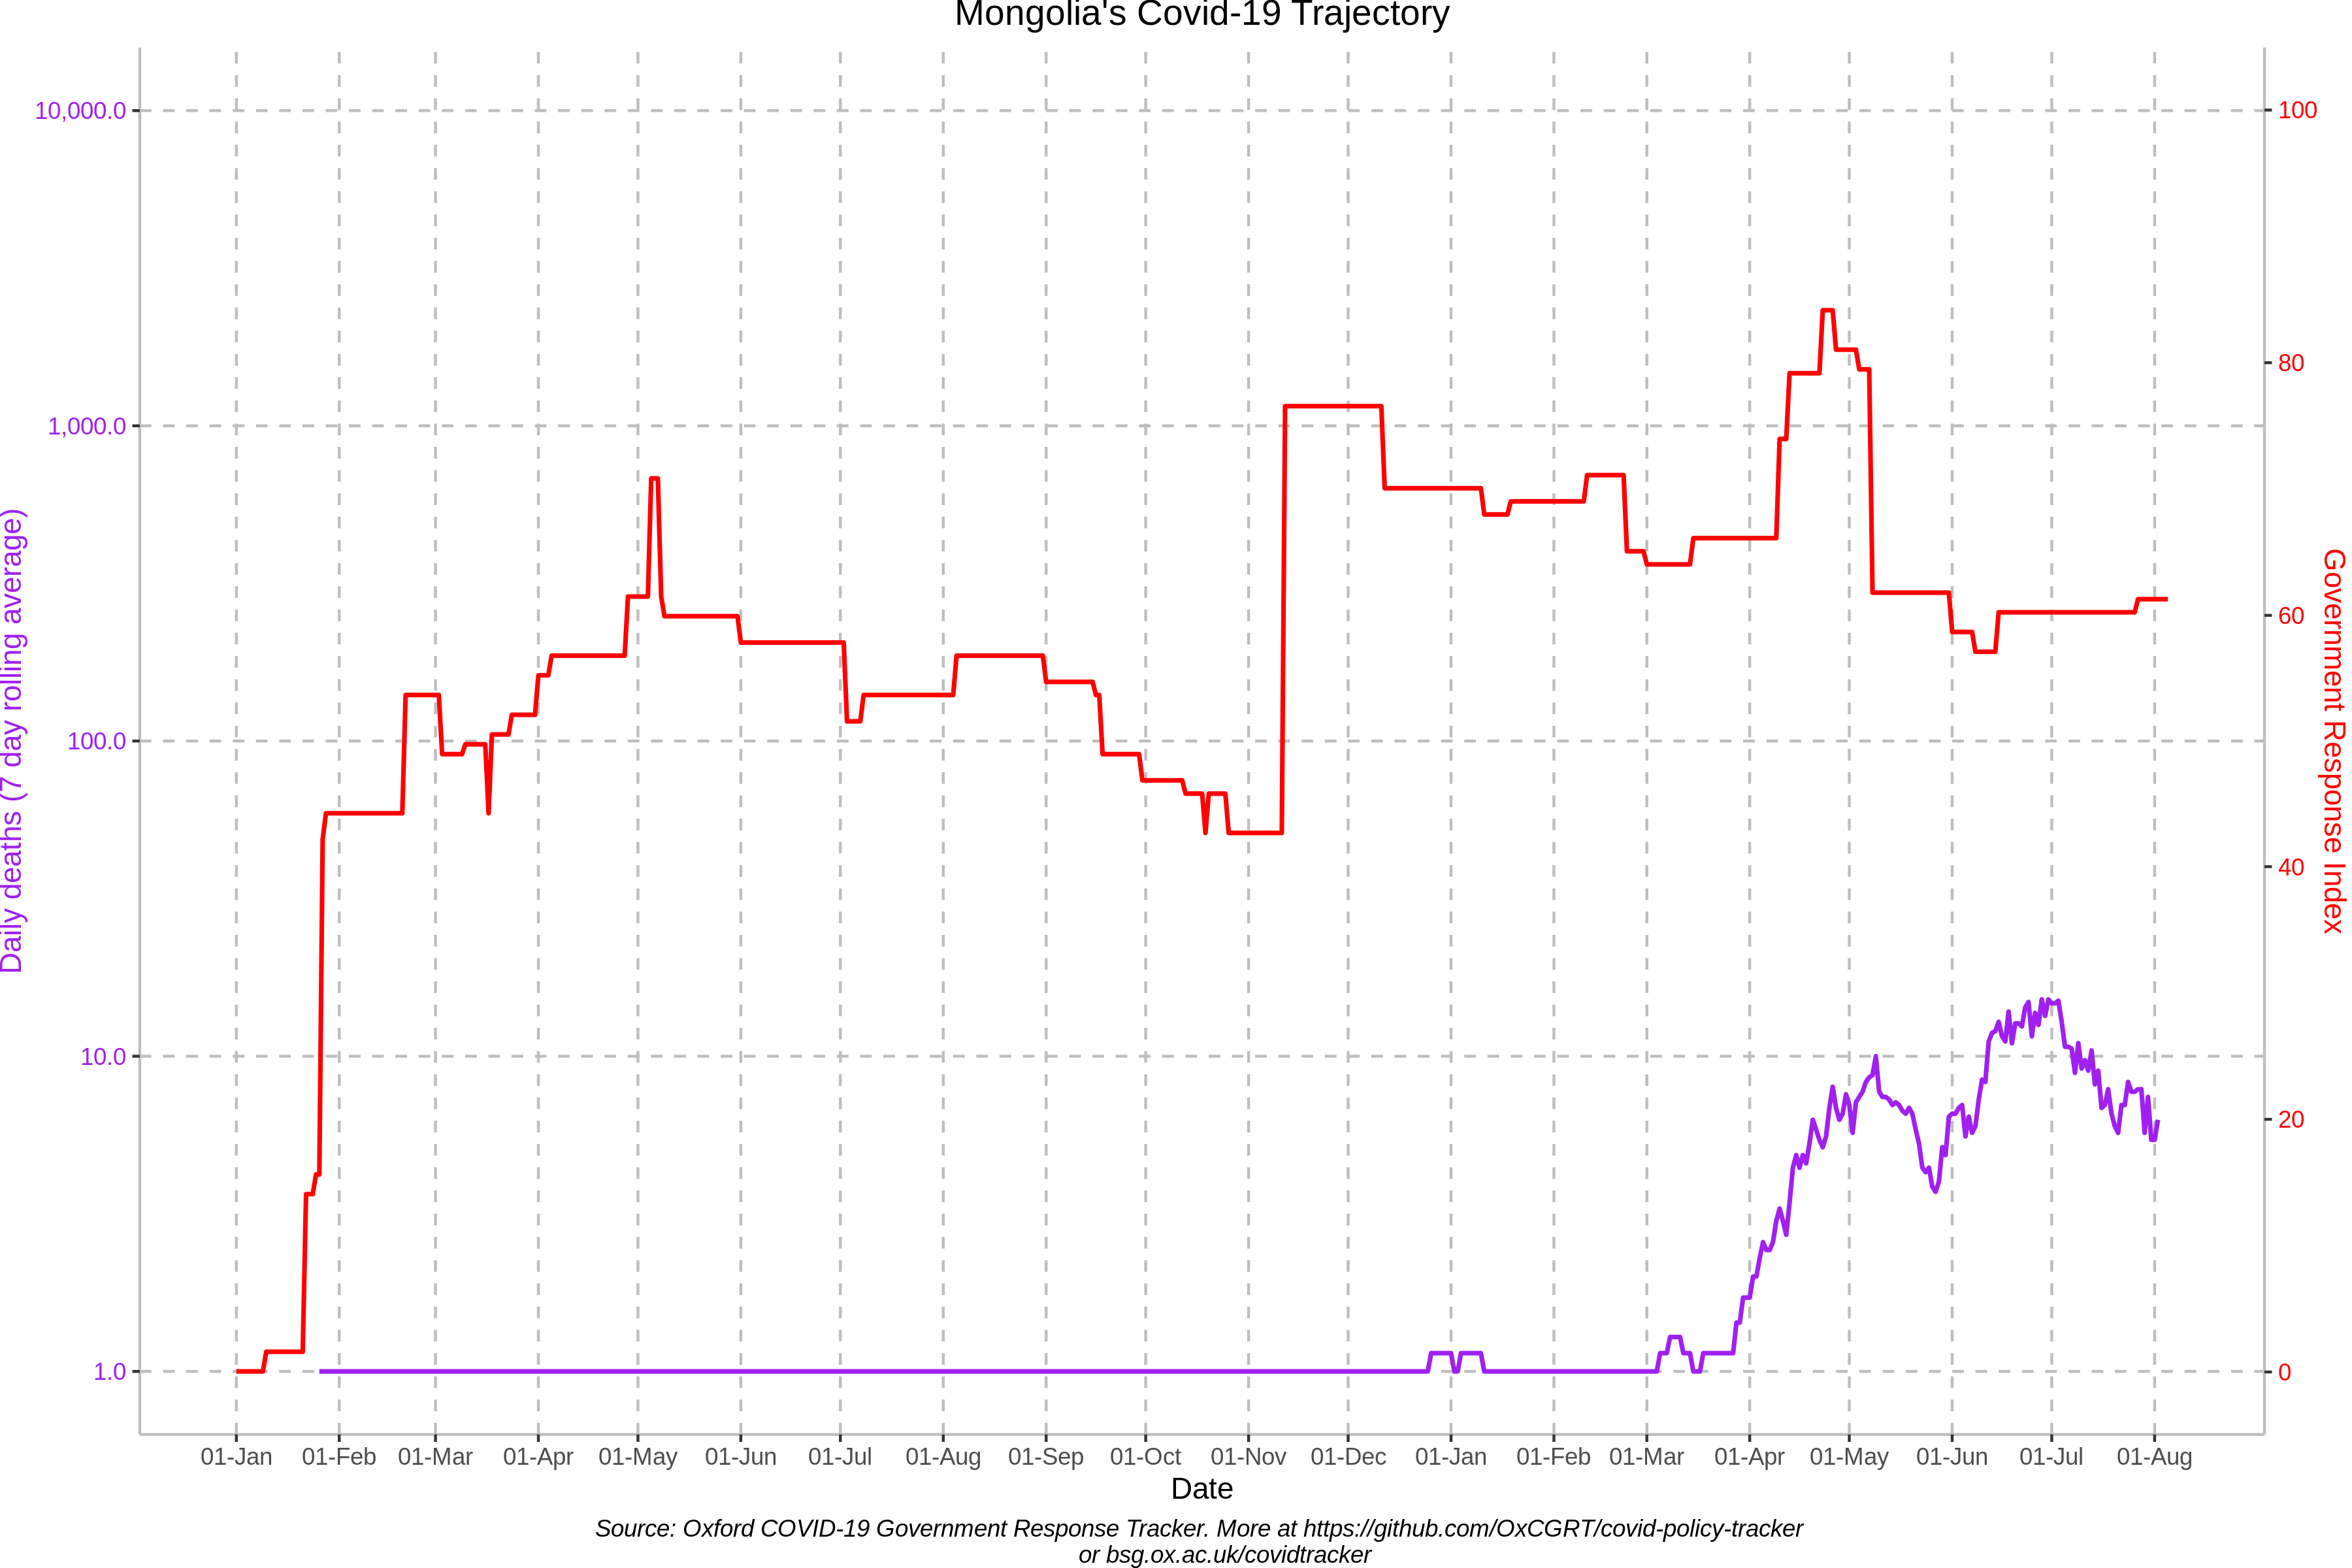 Mongolia's Covid-19 Trajectory
10,000.0
1,000.0
100.0
10.0
1.0
Daily deaths (7 day rolling average)
100
80
60
40
20
0
Government Response Index
01-Jan 01-Feb 01-Mar 01-Apr 01-May 01-Jun 01-Jul 01-Aug 01-Sep 01-Oct 01-Nov 01-Dec 01-Jan 01-Feb 01-Mar 01-Apr 01-May 01-Jun 01-Jul 01-Aug
Date
Source: Oxford COVID-19 Government Response Tracker. More at https://github.com/OxCGRT/covid-policy-tracker
or bsg.ox.ac.uk/covidtracker